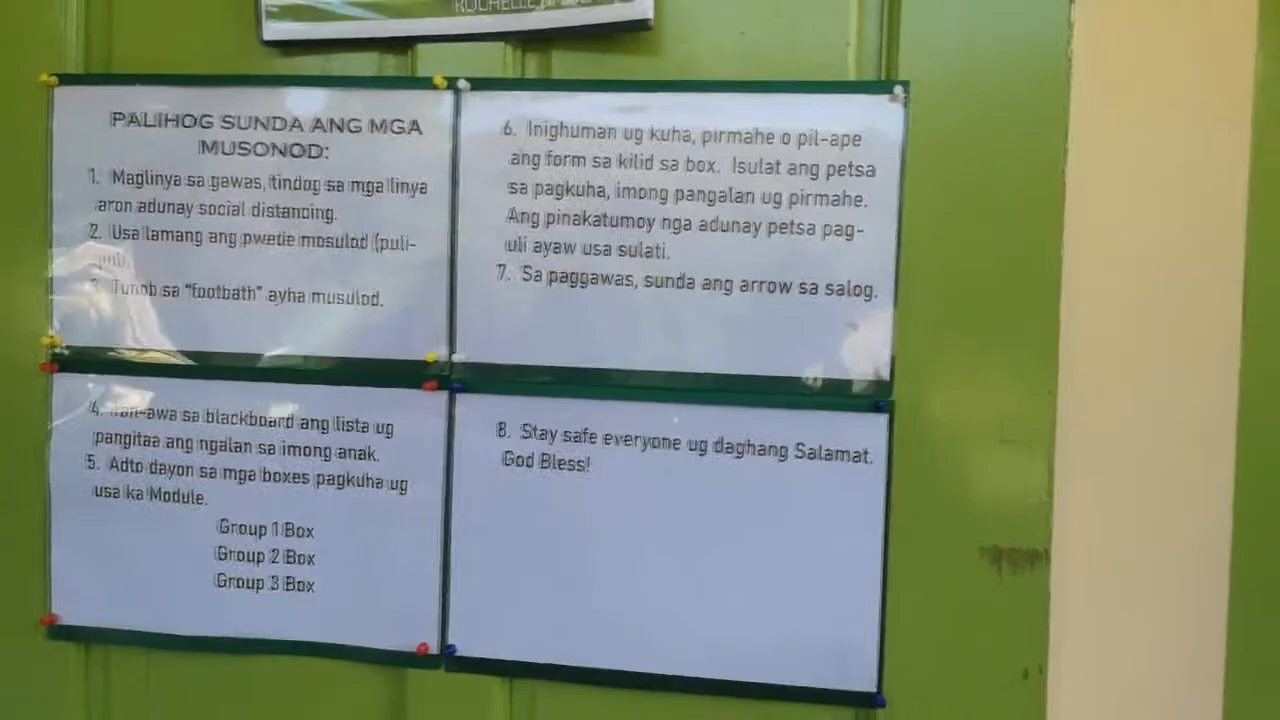 PALIHOG SUNDA ANG MGA
MUSONOD:
1. Maglinya sa gawas, tindog sa mga linya
aron adunay social distancing.
2. Usa lamang ang pwede mosulod (puli-
puli).
3. Tunob sa "footbath" ayha musulod.
4. awa sa blackboard ang lista ug
pangitaa ang ngalan sa imong anak.
5. Adto dayon sa mga boxes pagkuha ug
usa ka Module.
Group 1 Box
Group 2 Box
Group 3 Box
6. Inighuman ug kuha, pirmahe o pil-ape
ang form sa kilid sa box. Isulat ang petsa
sa pagkuha, imong pangalan ug pirmahe.
Ang pinakatumoy nga adunay petsa pag-
uli ayaw usa sulati.
7. Sa paggawas, sunda ang arrow sa salog.
8. Stay safe everyone ug daghang Salamat.
God Bless!